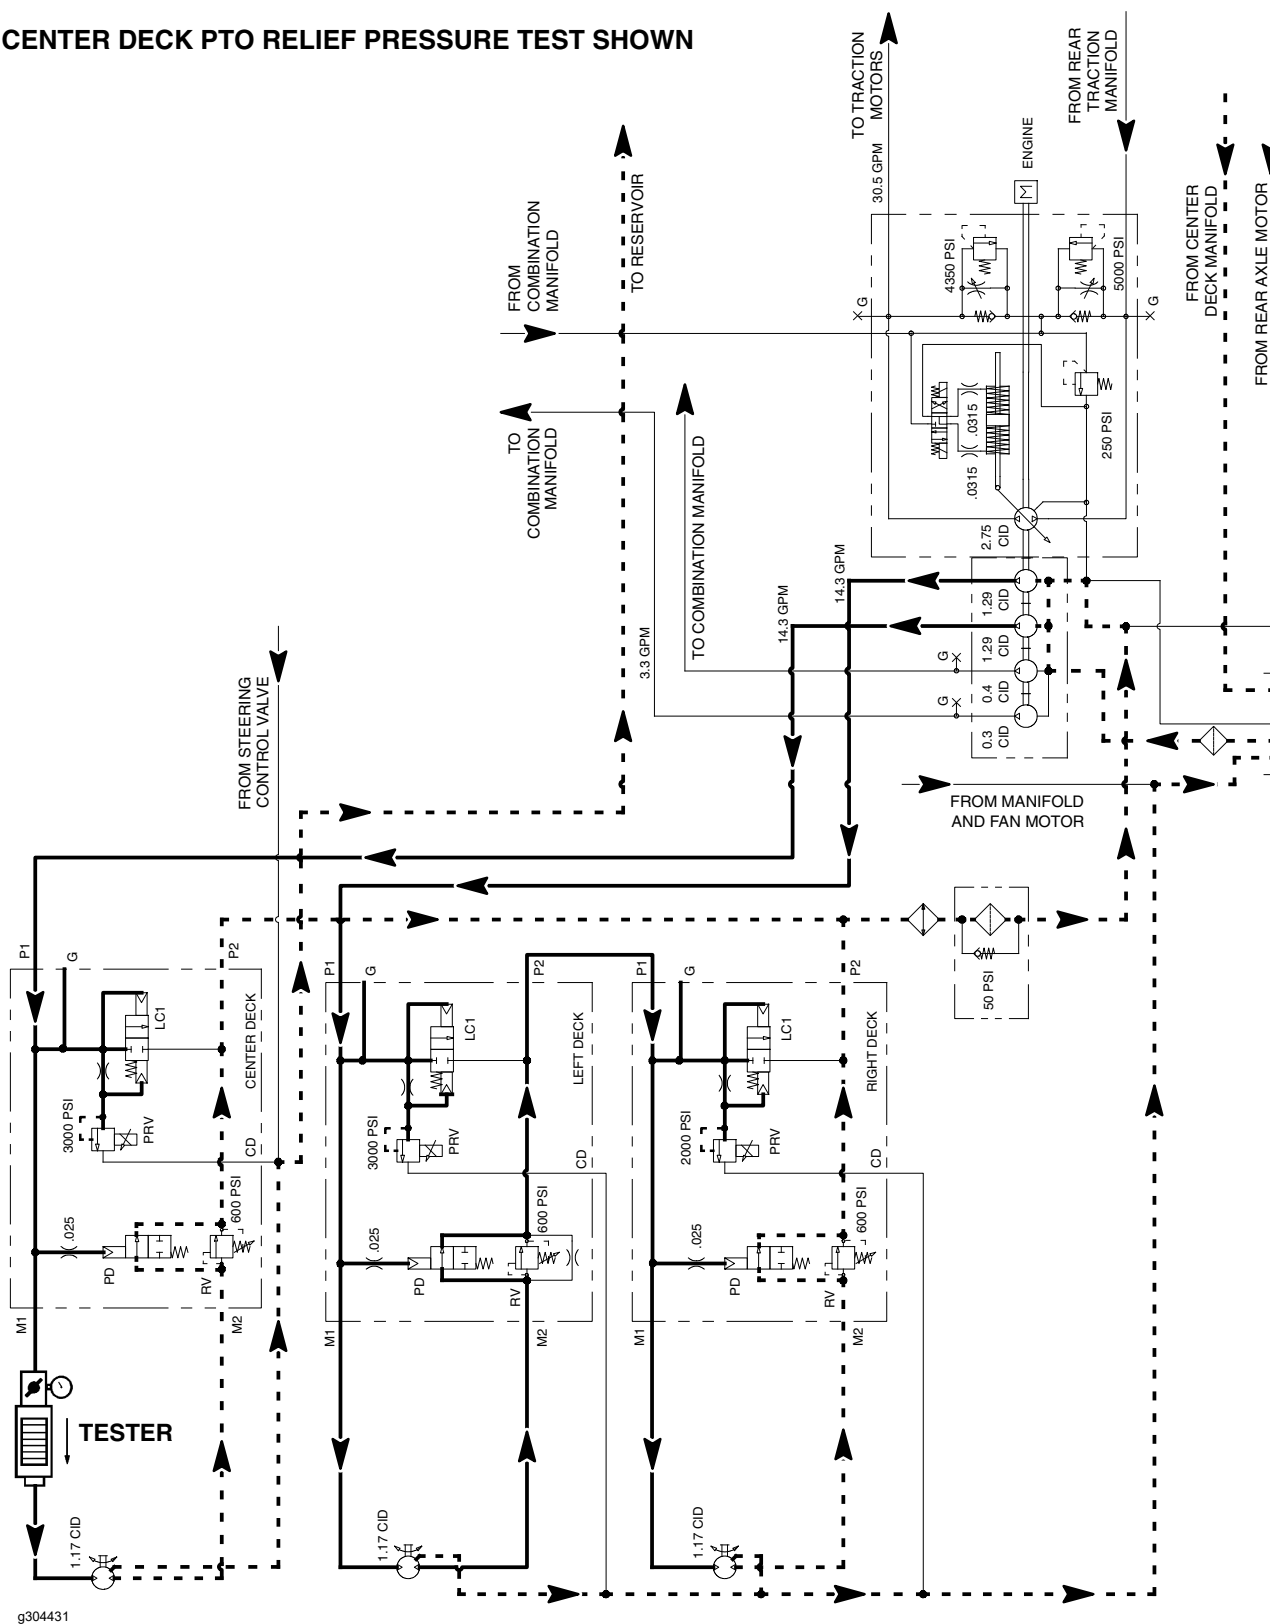 CENTER DECK PTO RELIEF PRESSURE TEST SHOWN
TO TRACTION
MOTORS
FROM REAR
TRACTION
MANIFOLD
30.5 GPM
ENGINE
M
FROM
COMBINATION
MANIFOLD
TO RESERVOIR
4350 PSI
5000 PSI
G
G
FROM CENTER
DECK MANIFOLD
FROM REAR AXLE MOTOR
TO
COMBINATION
MANIFOLD
TO COMBINATION MANIFOLD
.0315
.0315
250 PSI
2.75
CID
14.3 GPM
14.3 GPM
3.3 GPM
1.29
CID
1.29
CID
0.4
CID
0.3
CID
G
G
FROM STEERING
CONTROL VALVE
FROM MANIFOLD
AND FAN MOTOR
P1
G
P2
LC1
CENTER DECK
3000 PSI
PRV
CD
.025
600 PSI
PD
RV
M1
M2
P1
G
P2
LC1
LEFT DECK
3000 PSI
PRV
CD
.025
600 PSI
PD
RV
M1
M2
P1
G
P2
LC1
RIGHT DECK
2000 PSI
PRV
CD
.025
600 PSI
PD
RV
M1
M2
50 PSI
TESTER
1.17 CID
1.17 CID
1.17 CID
g304431